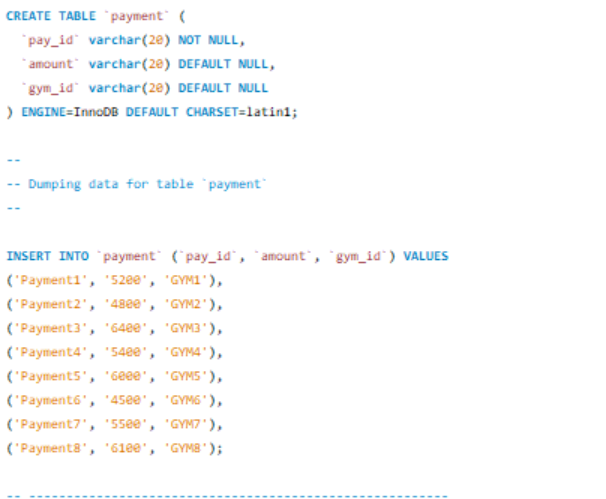 CREATE TABLE `payment` (
`pay_id` varchar(20) NOT NULL,
`amount` varchar(20) DEFAULT NULL,
`gym_id` varchar(20) DEFAULT NULL
) ENGINE=InnoDB DEFAULT CHARSET=latin1;
--
-- Dumping data for table `payment`
--
INSERT INTO `payment` (`pay_id`, `amount`, `gym_id`) VALUES
('Payment1', '5200', 'GYM1'),
('Payment2', '4800', 'GYM2'),
('Payment3', '6400', 'GYM3'),
('Payment4', '5400', 'GYM4'),
('Payment5', '6000', 'GYM5'),
('Payment6', '4500', 'GYM6'),
('Payment7', '5500', 'GYM7'),
('Payment8', '6100', 'GYM8');
-- --------------------------------------------------------